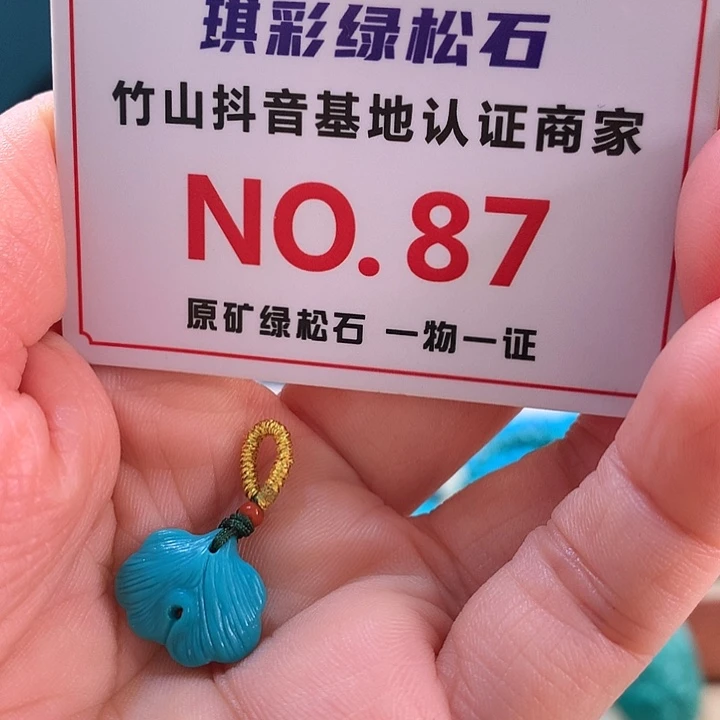 琪彩绿松石
竹山抖音基地认证商家
NO.87
原矿绿松石 一物一证